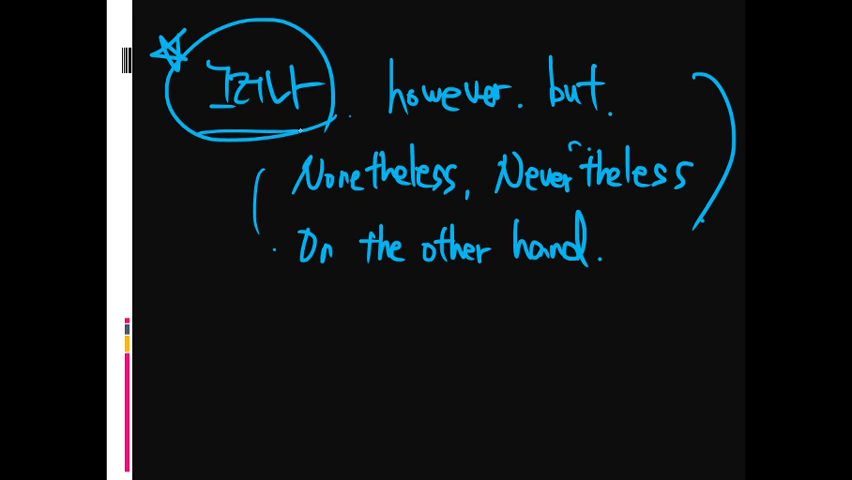 그러나. however. but.
Nonetheless, Nevertheless
On the other hand.